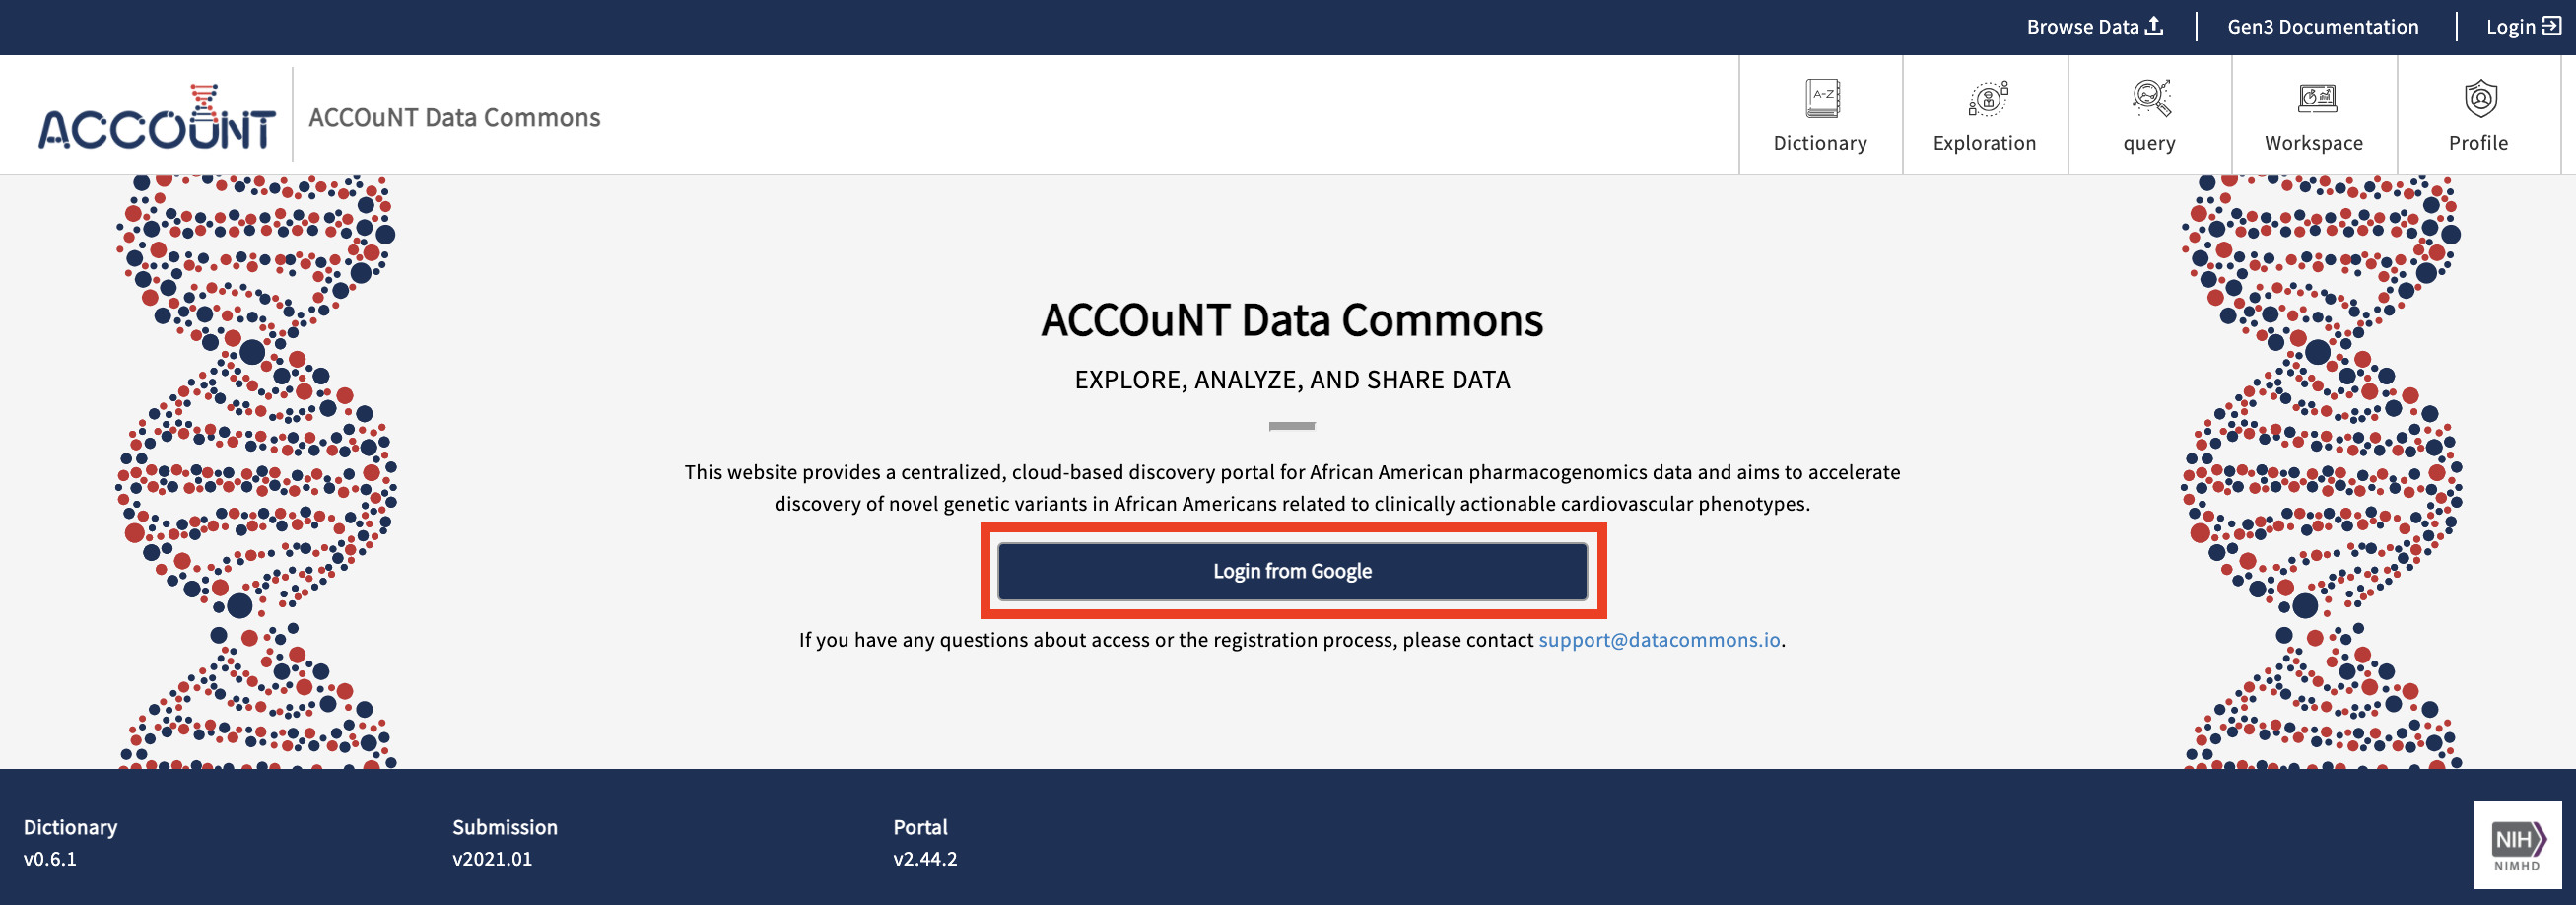 Browse Data
Gen3 Documentation
Login
ACCOuNT
ACCOuNT Data Commons
A-Z
Dictionary
Exploration
query
Workspace
Profile
ACCOuNT Data Commons
EXPLORE, ANALYZE, AND SHARE DATA
This website provides a centralized, cloud-based discovery portal for African American pharmacogenomics data and aims to accelerate
discovery of novel genetic variants in African Americans related to clinically actionable cardiovascular phenotypes.
Login from Google
If you have any questions about access or the registration process, please contact support@datacommons.io.
Dictionary
v0.6.1
Submission
v2021.01
Portal
v2.44.2
NIH
NIMHD